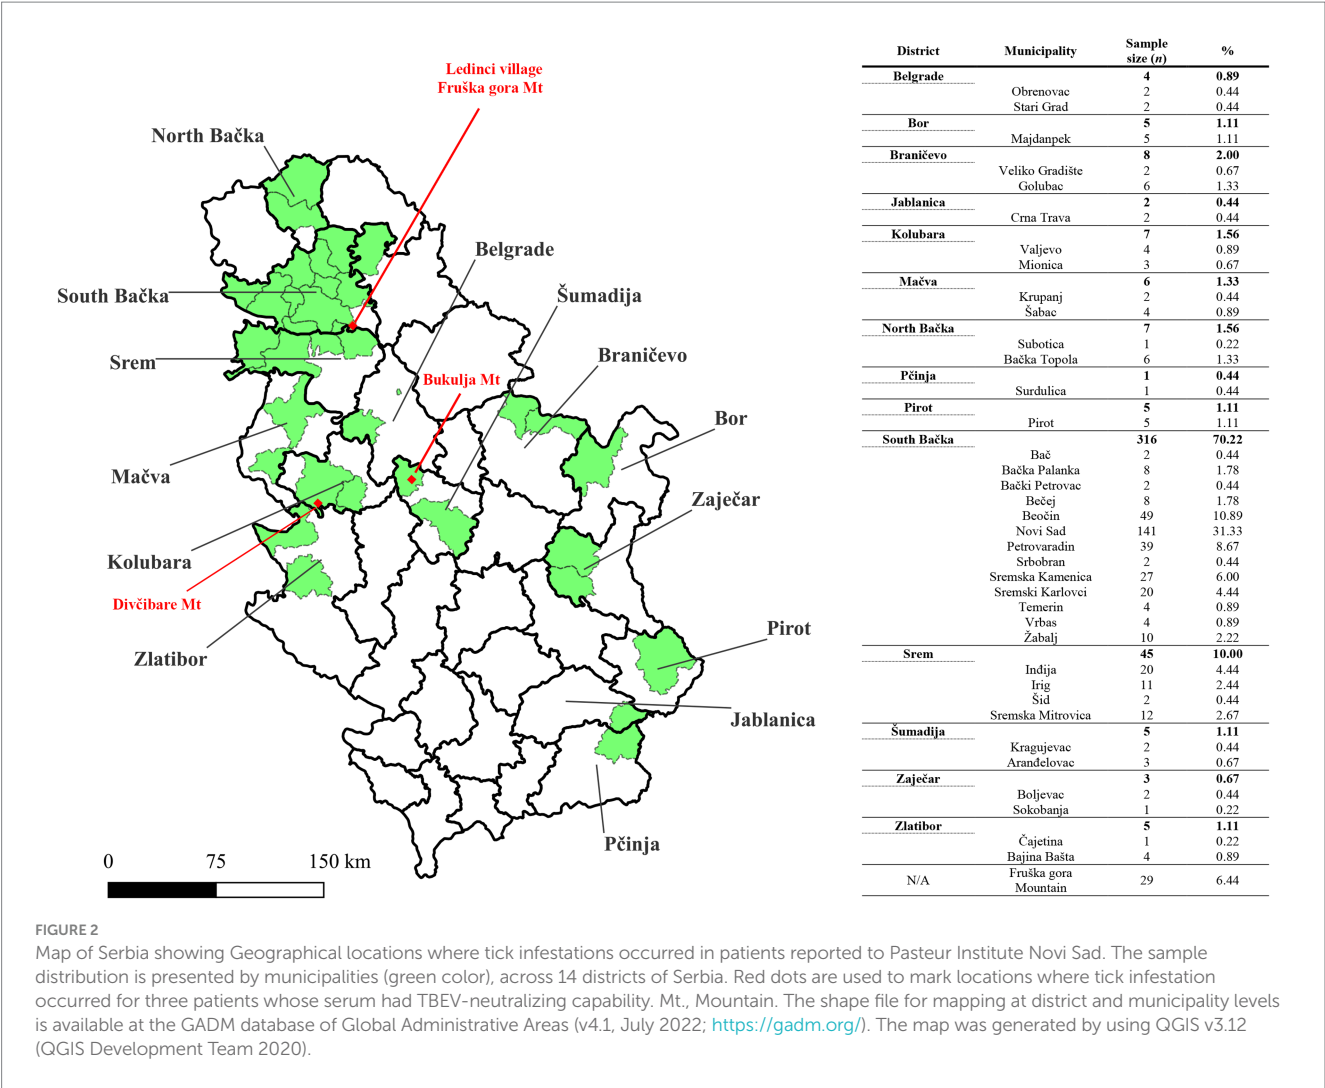 Ledinci village
Fruška gora Mt
North Bačka
Belgrade
South Bačka
Šumadija
Srem
Braničevo
Bukulja Mt
Bor
Mačva
Zaječar
Kolubara
Divčibare Mt
Zlatibor
Pirot
Jablanica
Pčinja
0 75 150 km
District Municipality Sample size (n) %
Belgrade 4 0.89
Obrenovac 2 0.44
Stari Grad 2 0.44
Bor 5 1.11
Majdanpek 5 1.11
Braničevo 8 2.00
Veliko Gradište 2 0.67
Golubac 6 1.33
Jablanica 2 0.44
Crna Trava 2 0.44
Kolubara 7 1.56
Valjevo 4 0.89
Mionica 3 0.67
Mačva 6 1.33
Krupanj 2 0.44
Šabac 4 0.89
North Bačka 7 1.56
Subotica 1 0.22
Bačka Topola 6 1.33
Pčinja 1 0.44
Surdulica 1 0.44
Pirot 5 1.11
Pirot 5 1.11
South Bačka 316 70.22
Bač 2 0.44
Bačka Palanka 8 1.78
Bački Petrovac 2 0.44
Bečej 8 1.78
Beočin 49 10.89
Novi Sad 141 31.33
Petrovaradin 39 8.67
Srbobran 2 0.44
Sremska Kamenica 27 6.00
Sremski Karlovci 20 4.44
Temerin 4 0.89
Vrbas 4 0.89
Žabalj 10 2.22
Srem 45 10.00
Inđija 20 4.44
Irig 11 2.44
Šid 2 0.44
Sremska Mitrovica 12 2.67
Šumadija 5 1.11
Kragujevac 2 0.44
Aranđelovac 3 0.67
Zaječar 3 0.67
Boljevac 2 0.44
Sokobanja 1 0.22
Zlatibor 5 1.11
Čajetina 1 0.22
Bajina Bašta 4 0.89
N/A Fruška gora Mountain 29 6.44
FIGURE 2
Map of Serbia showing Geographical locations where tick infestations occurred in patients reported to Pasteur Institute Novi Sad. The sample
distribution is presented by municipalities (green color), across 14 districts of Serbia. Red dots are used to mark locations where tick infestation
occurred for three patients whose serum had TBEV-neutralizing capability. Mt., Mountain. The shape file for mapping at district and municipality levels
is available at the GADM database of Global Administrative Areas (v4.1, July 2022; https://gadm.org/). The map was generated by using QGIS v3.12
(QGIS Development Team 2020).